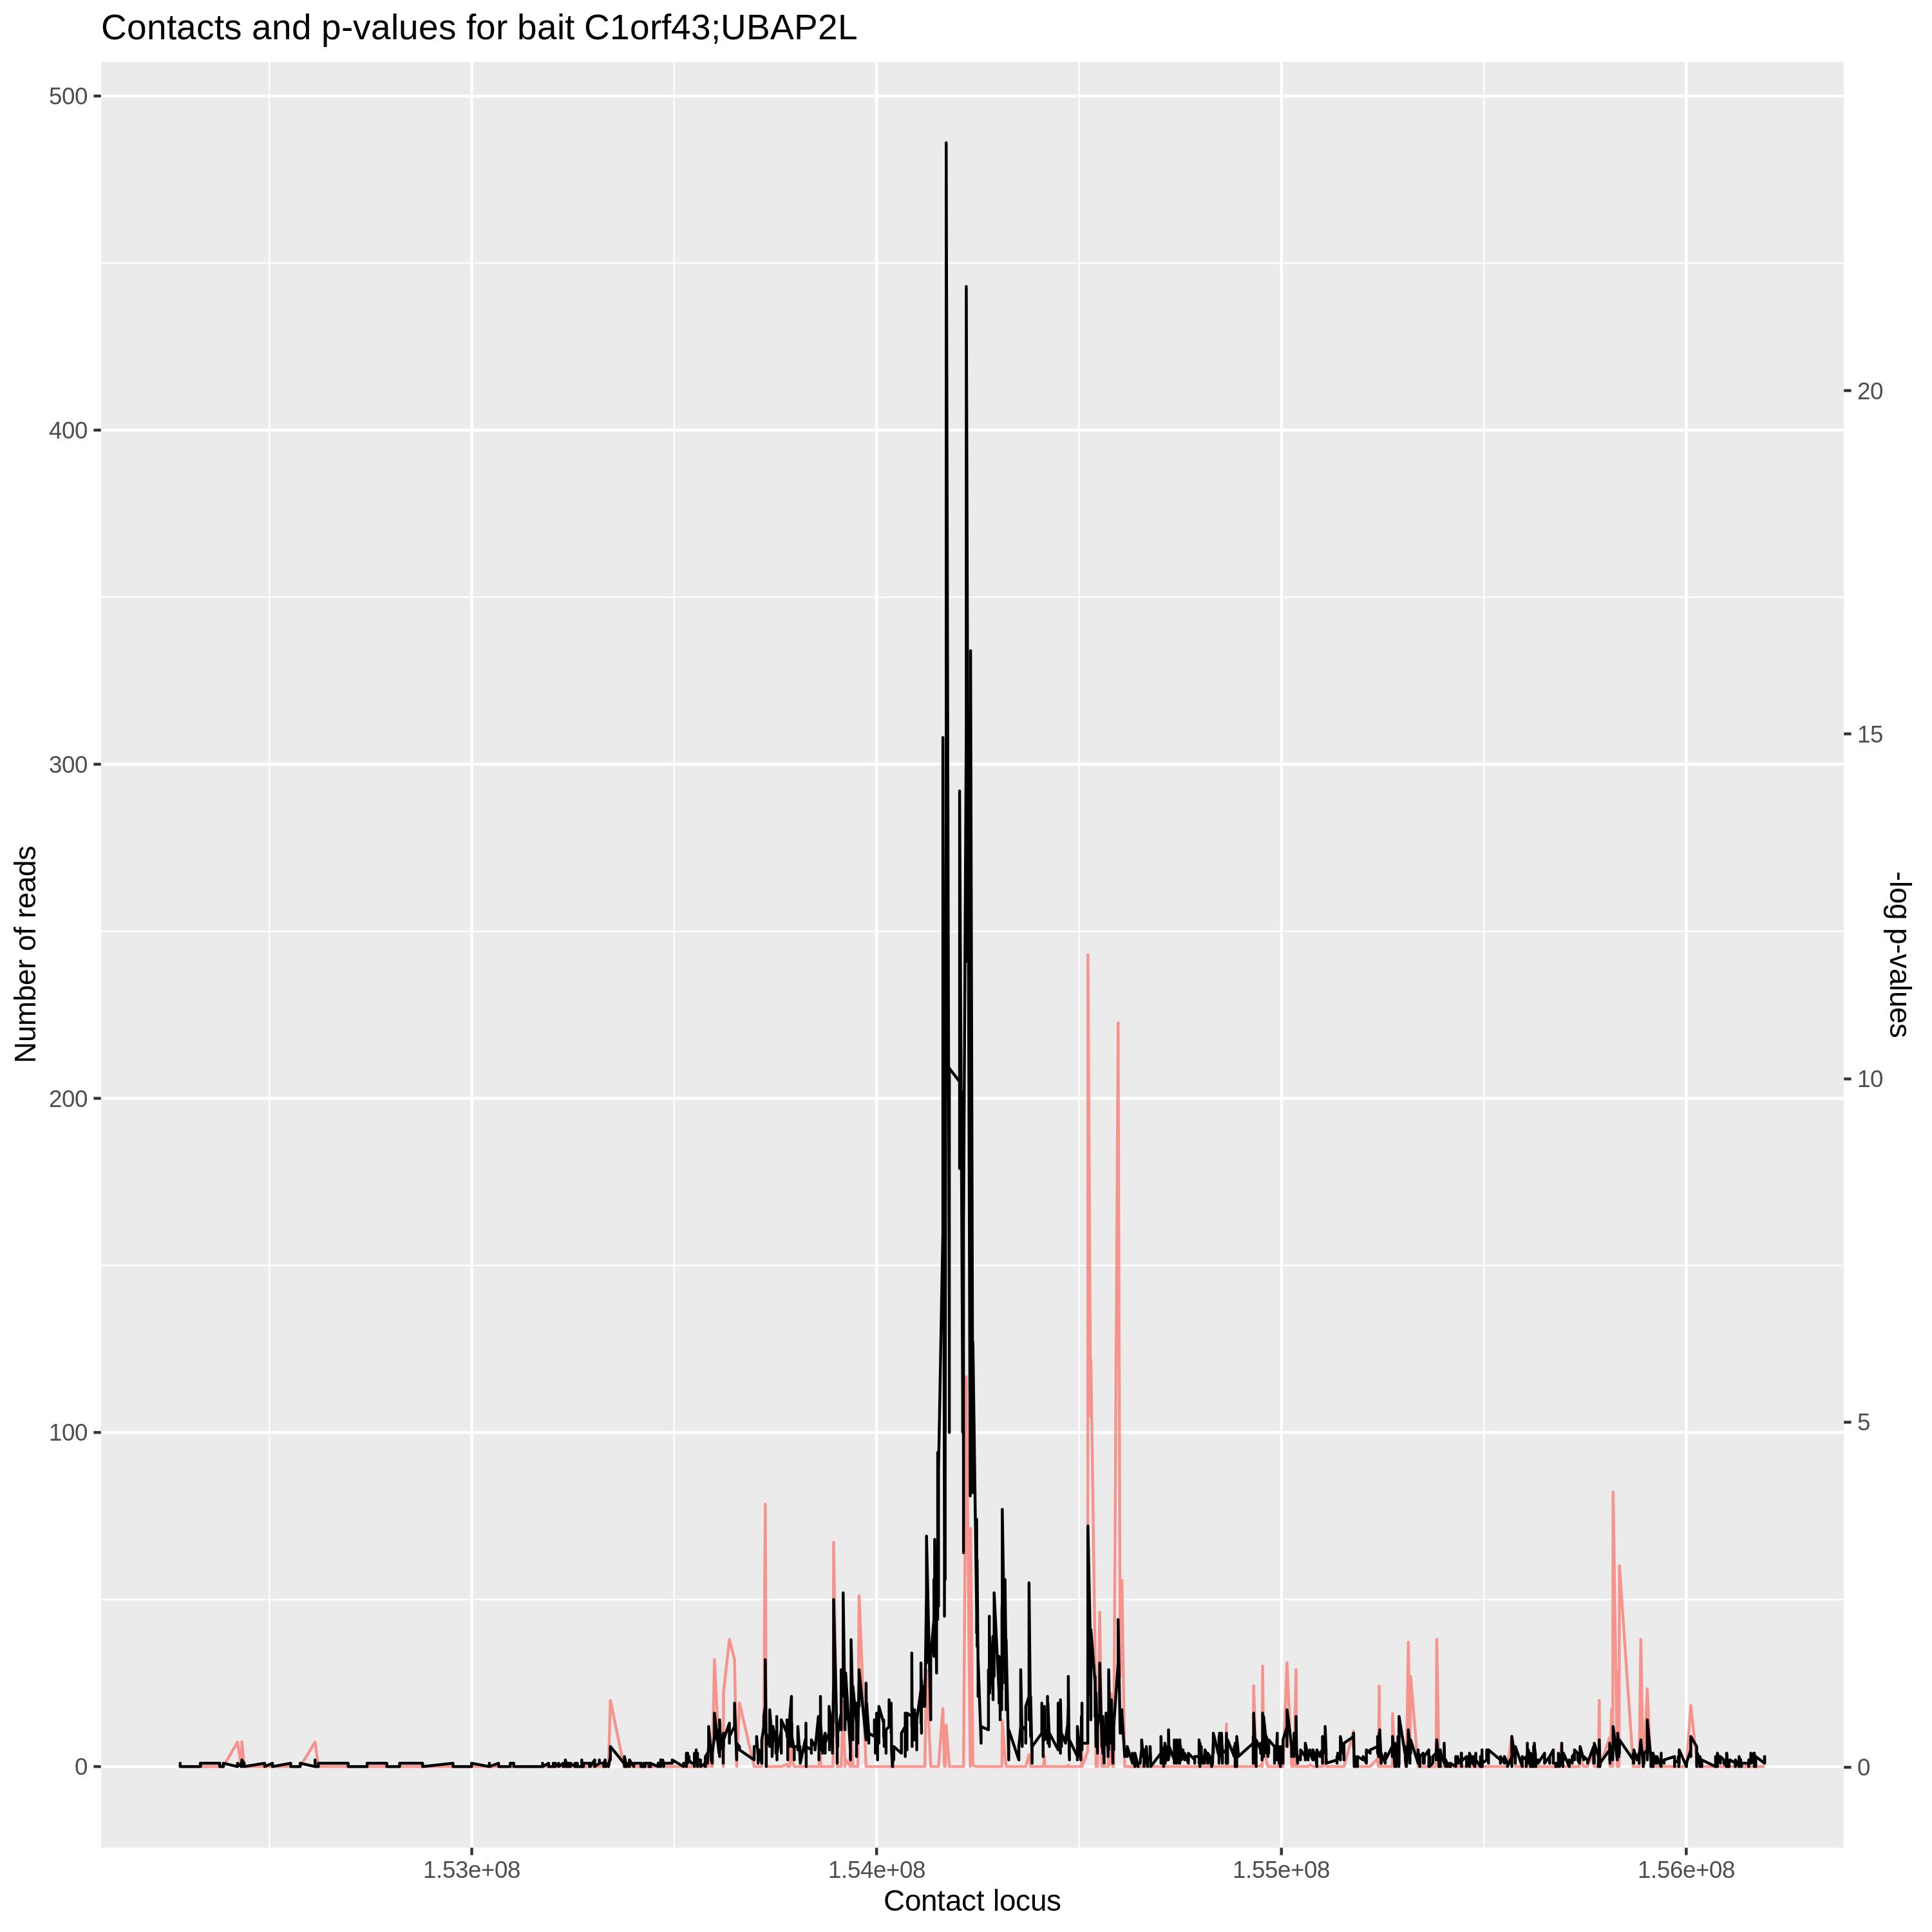 Contacts and p-values for bait C1orf43;UBAP2L
500
400
300
200
100
0
Number of reads
20
15
10
5
0
-log p-values
1.53e+08
1.54e+08
1.55e+08
1.56e+08
Contact locus